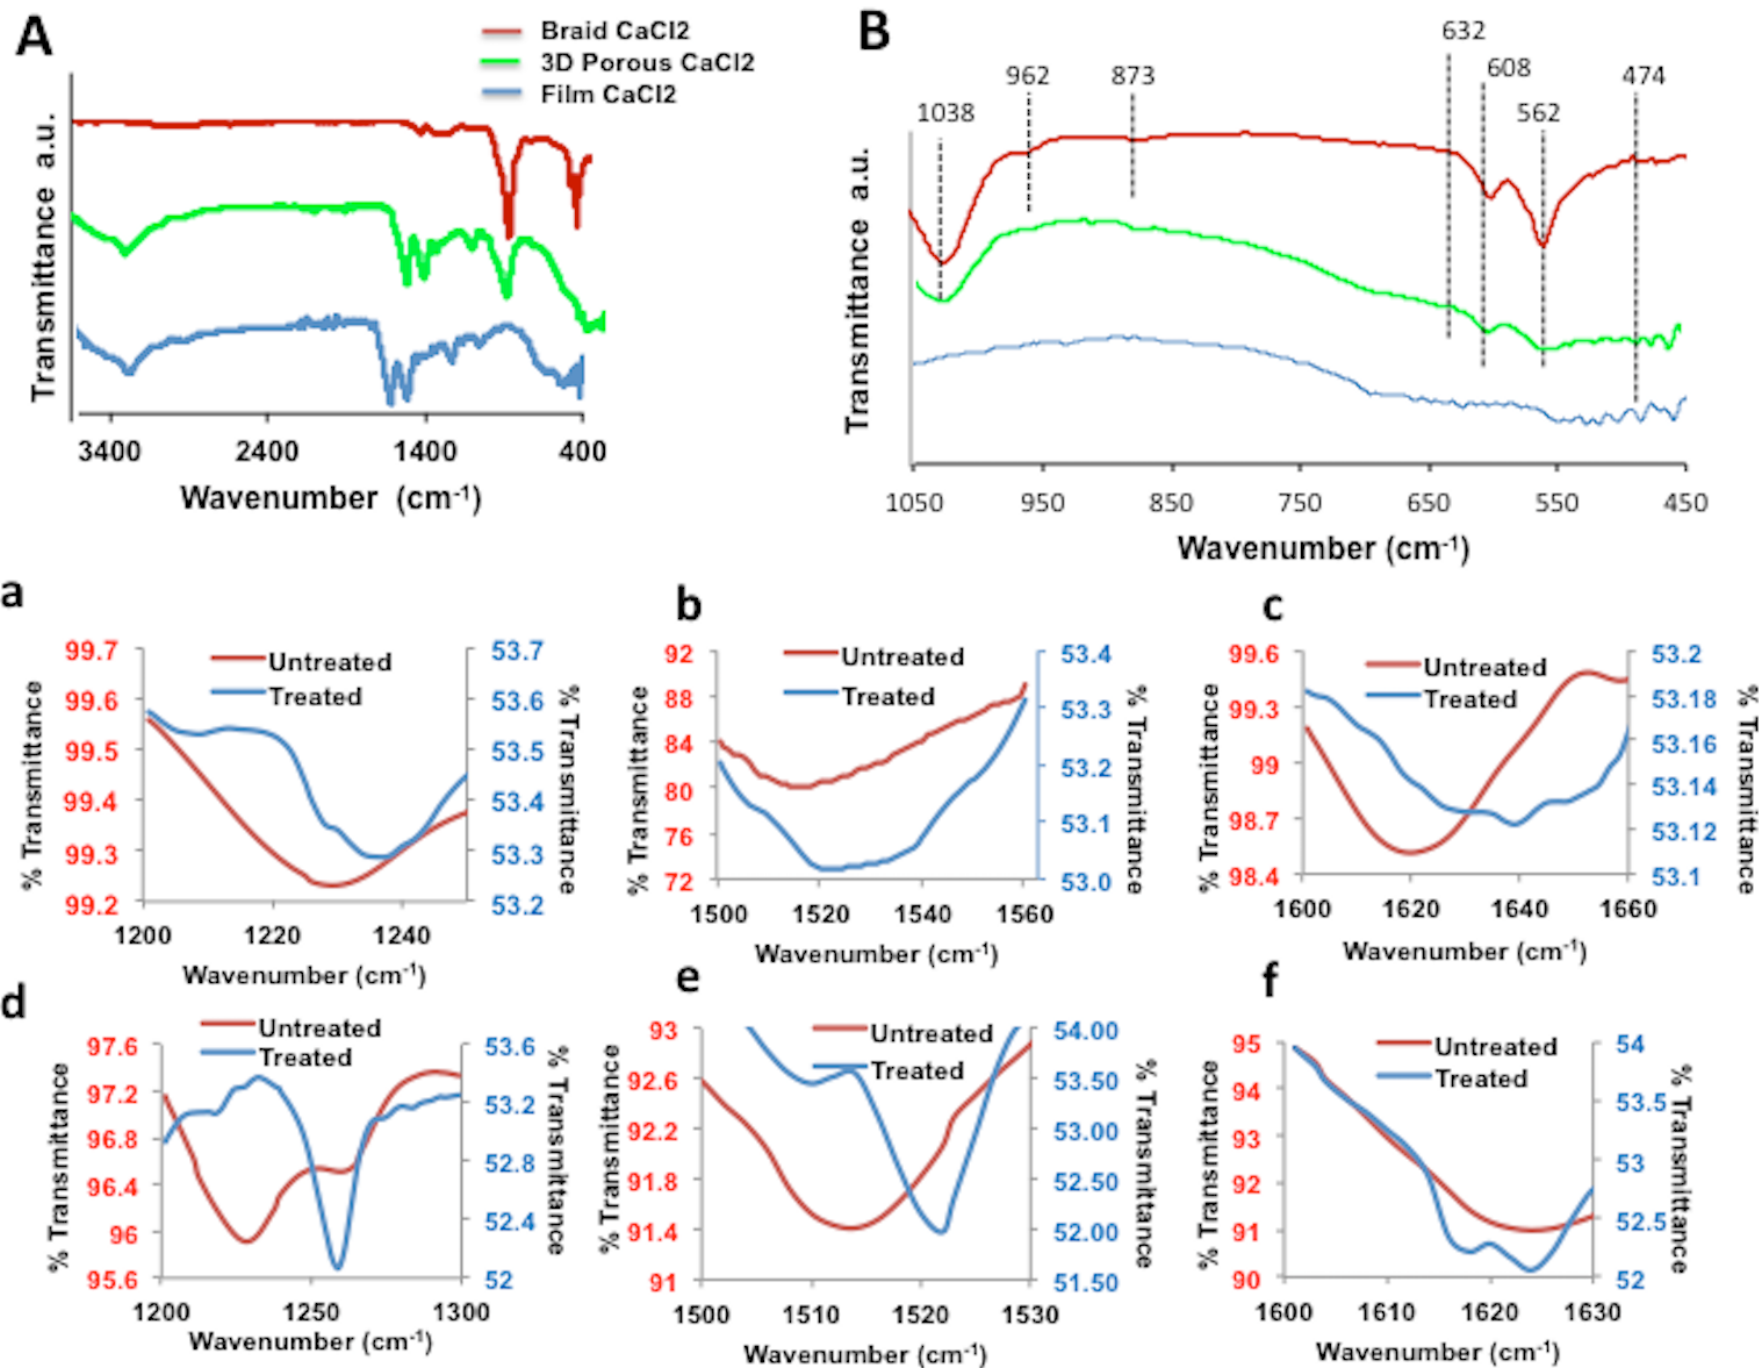 A
Braid CaCl2
3D Porous CaCl2
Film CaCl2
Transmittance a.u.
3400 2400 1400 400
Wavenumber (cm-1)
B
632
962 873 608 474
1038 562
Transmittance a.u.
1050 950 850 750 650 550 450
Wavenumber (cm-1)
a
Untreated
Treated
% Transmittance
99.7
99.6
99.5
99.4
99.3
99.2
53.7
53.6
53.5
53.4
53.3
53.2
% Transmittance
1200 1220 1240
Wavenumber (cm-1)
b
Untreated
Treated
% Transmittance
92
88
84
80
76
72
53.4
53.3
53.2
53.1
53.0
% Transmittance
1500 1520 1540 1560
Wavenumber (cm-1)
c
Untreated
Treated
% Transmittance
99.6
99.3
99
98.7
98.4
53.2
53.18
53.16
53.14
53.12
53.1
% Transmittance
1600 1620 1640 1660
Wavenumber (cm-1)
d
Untreated
Treated
% Transmittance
97.6
97.2
96.8
96.4
96
95.6
53.6
53.2
52.8
52.4
52
% Transmittance
1200 1250 1300
Wavenumber (cm-1)
e
Untreated
Treated
% Transmittance
93
92.6
92.2
91.8
91.4
91
54.00
53.50
53.00
52.50
52.00
51.50
% Transmittance
1500 1510 1520 1530
Wavenumber (cm-1)
f
Untreated
Treated
% Transmittance
95
94
93
92
91
90
54
53.5
53
52.5
52
% Transmittance
1600 1610 1620 1630
Wavenumber (cm-1)